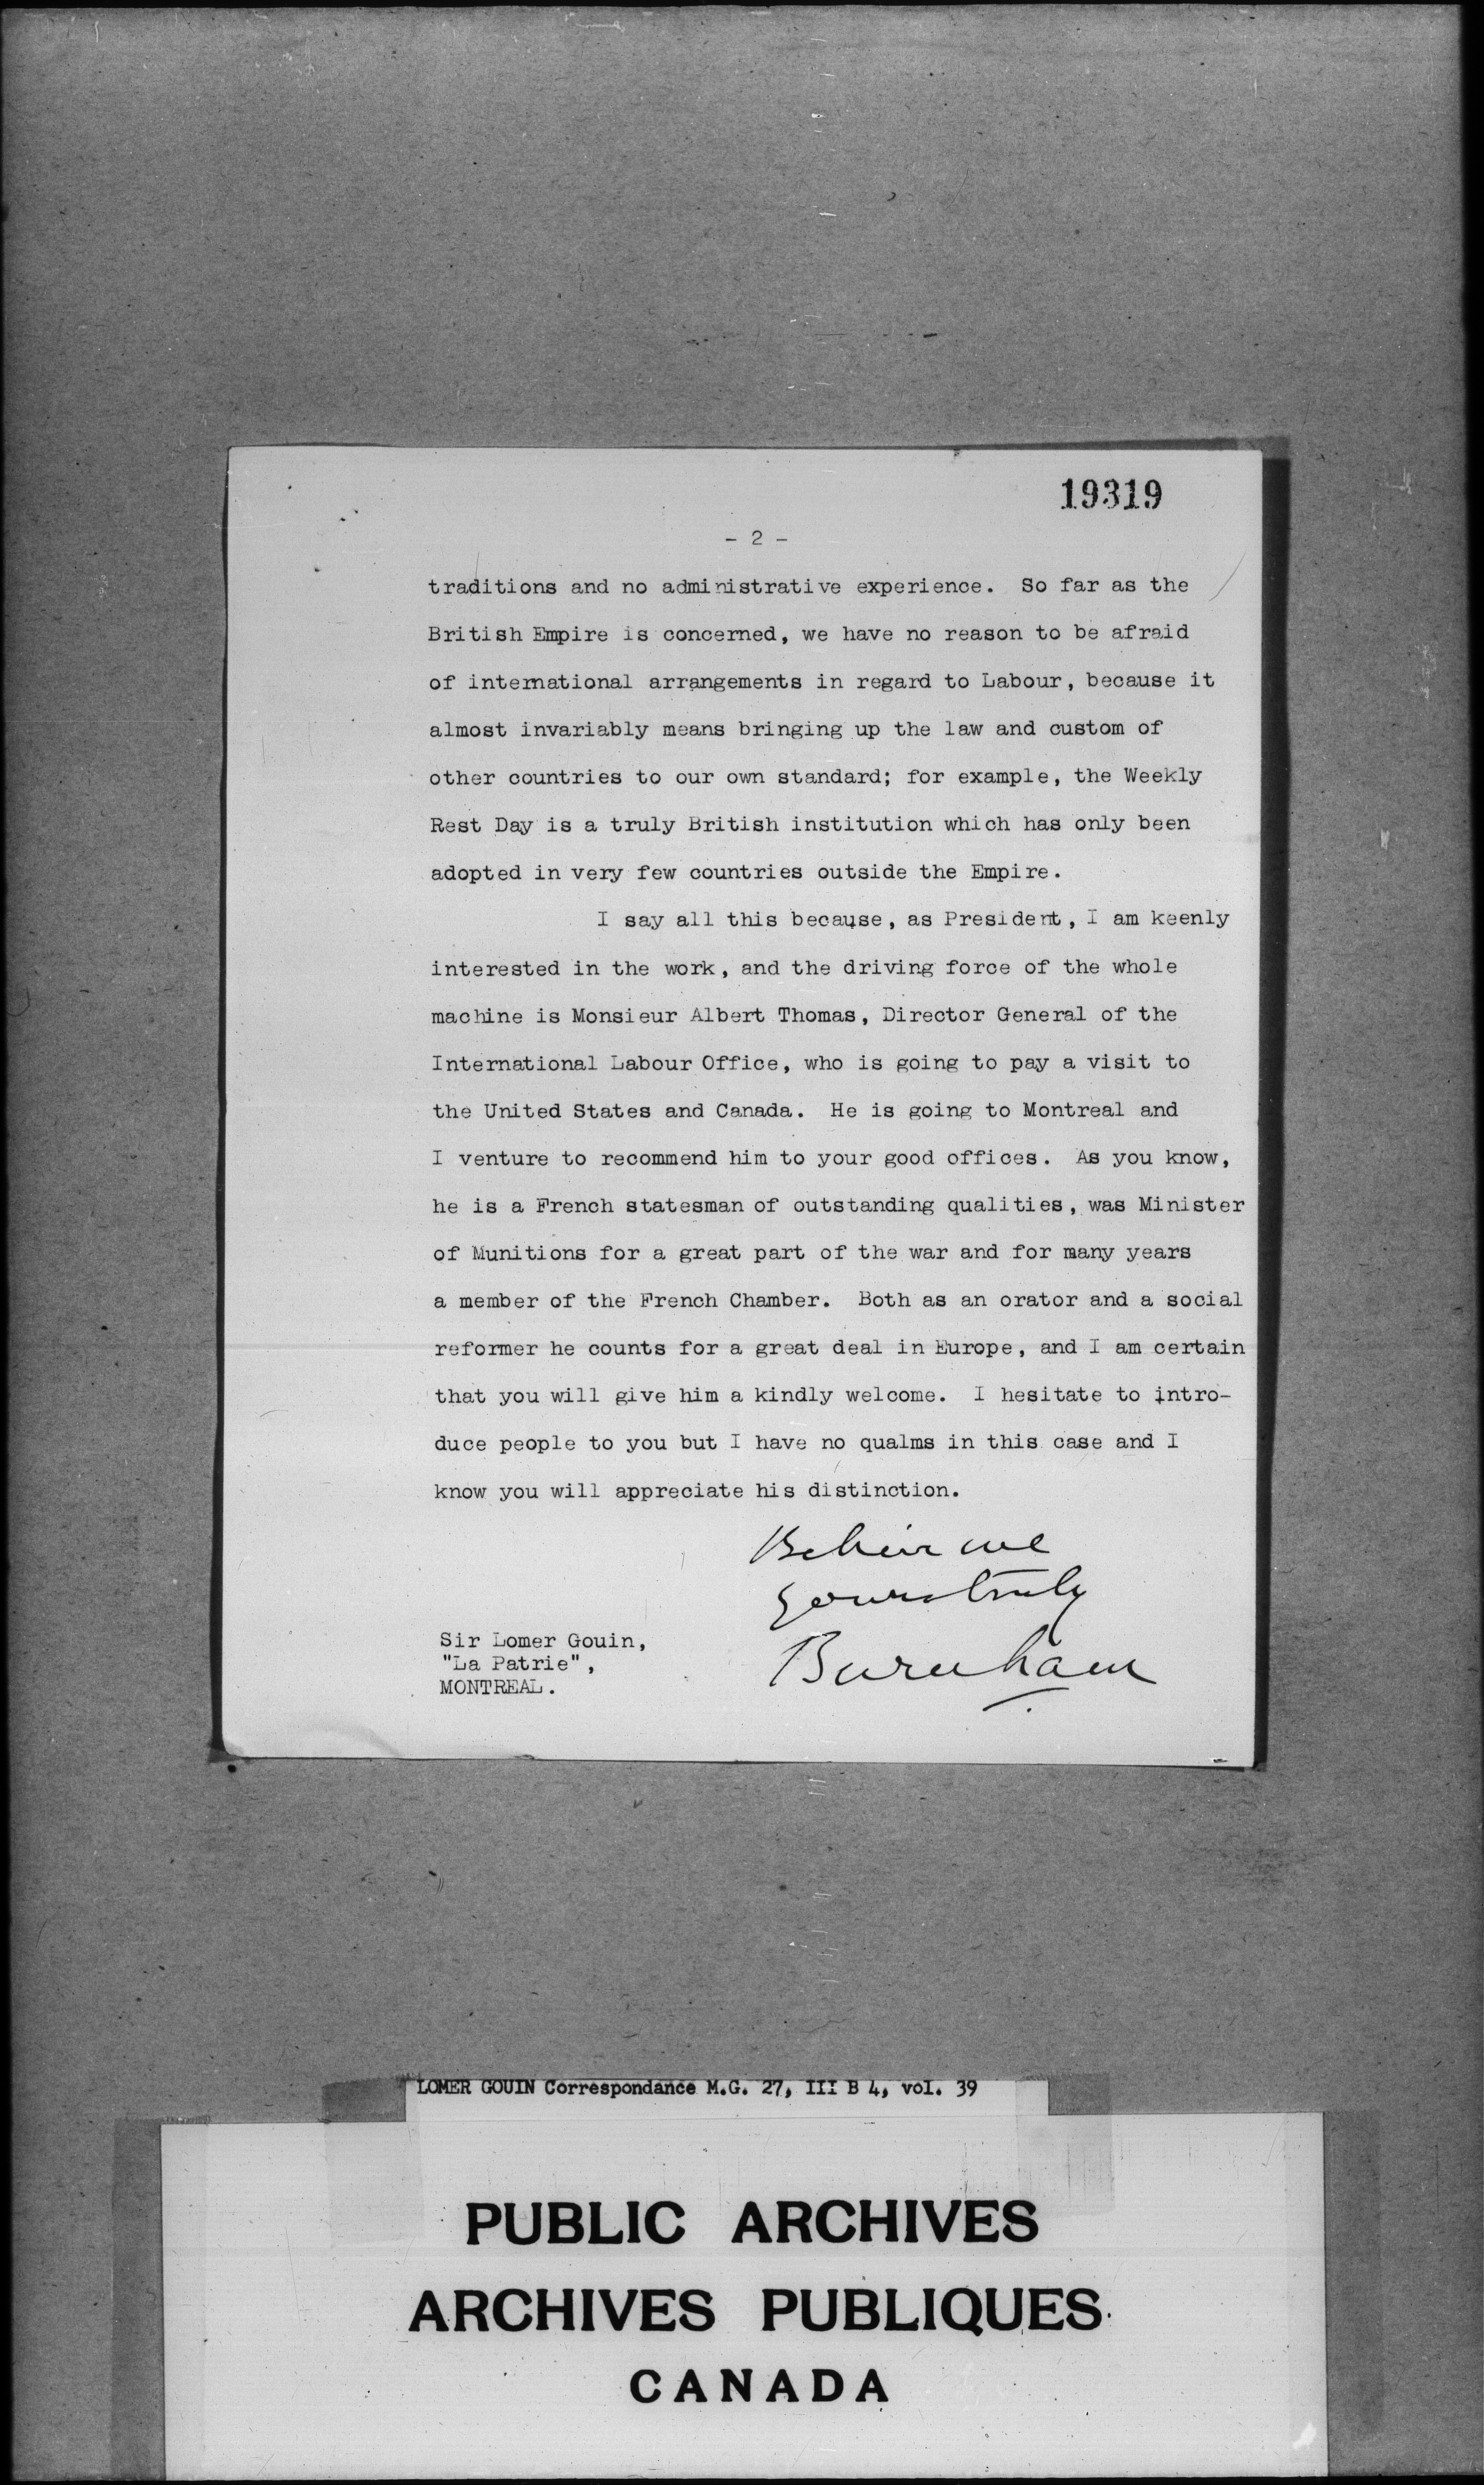 19319
- 2 -
traditions and no administrative experience. So far as the
British Empire is concerned, we have no reason to be afraid
of international arrangements in regard to Labour, because it
almost invariably means bringing up the law and custom of
other countries to our own standard; for example, the Weekly
Rest Day is a truly British institution which has only been
adopted in very few countries outside the Empire.
I say all this because, as President, I am keenly
interested in the work, and the driving force of the whole
machine is Monsieur Albert Thomas, Director General of the
International Labour Office, who is going to pay a visit to
the United States and Canada. He is going to Montreal and
I venture to recommend him to your good offices. As you know,
he is a French statesman of outstanding qualities, was Minister
of Munitions for a great part of the war and for many years
a member of the French Chamber. Both as an orator and a social
reformer he counts for a great deal in Europe, and I am certain
that you will give him a kindly welcome. I hesitate to intro-
duce people to you but I have no qualms in this case and I
know you will appreciate his distinction.
Believe me
Yours truly
Burnham
Sir Lomer Gouin,
"La Patrie",
MONTREAL.
LOMER GOUIN Correspondance M.G. 27, III B 4, vol. 39
PUBLIC ARCHIVES
ARCHIVES PUBLIQUES
CANADA